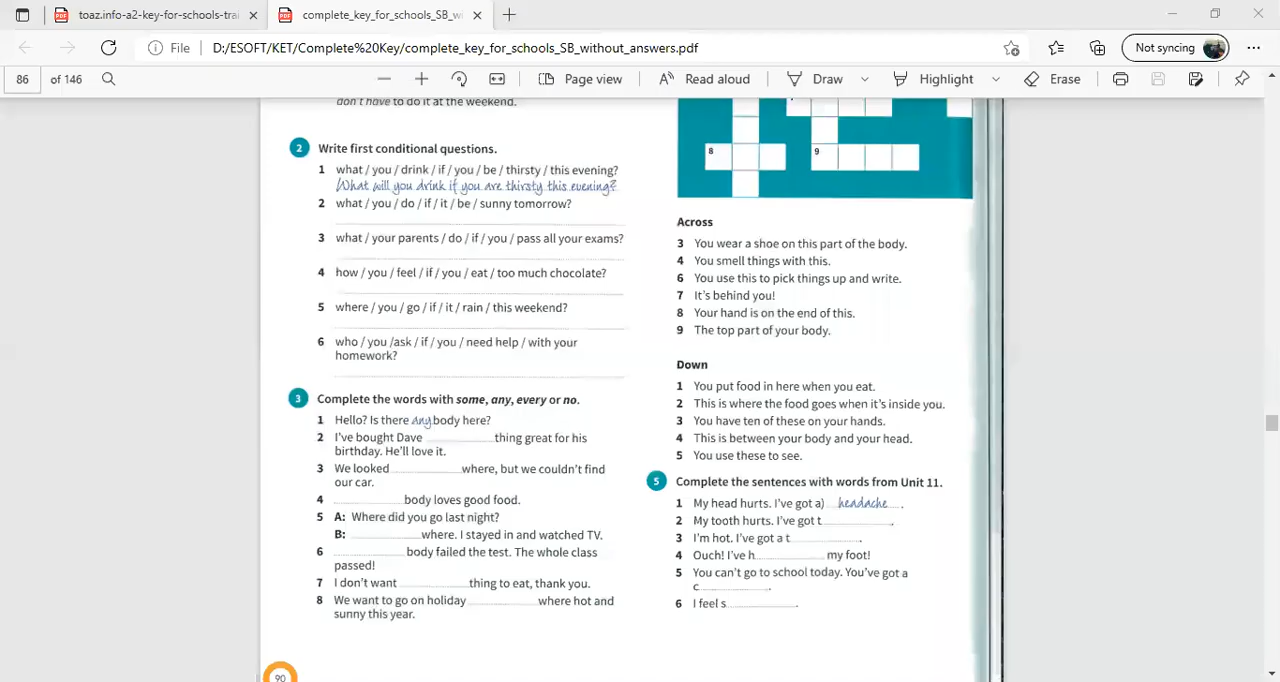 toaz.info-a2-key-for-schools-trai
complete_key_for_schools_SB_w
File
D:/ESOFT/KET/Complete%20Key/complete_key_for_schools_SB_without_answers.pdf
Not syncing
86 of 146
Page view
Read aloud
Draw
Highlight
Erase
don't have to do it at the weekend.
2 Write first conditional questions.
1 what / you / drink / if / you / be / thirsty / this evening?
What will you drink if you are thirsty this evening?
2 what / you / do / if / it / be / sunny tomorrow?
3 what / your parents / do / if / you / pass all your exams?
4 how / you / feel / if / you / eat / too much chocolate?
5 where / you / go / if / it / rain / this weekend?
6 who / you /ask / if / you / need help / with your
homework?
3 Complete the words with some, any, every or no.
1 Hello? Is there any body here?
2 I've bought Dave thing great for his
birthday. He'll love it.
3 We looked where, but we couldn't find
our car.
4 body loves good food.
5 A: Where did you go last night?
B: where. I stayed in and watched TV.
6 body failed the test. The whole class
passed!
7 I don't want thing to eat, thank you.
8 We want to go on holiday where hot and
sunny this year.
90
8 9
Across
3 You wear a shoe on this part of the body.
4 You smell things with this.
6 You use this to pick things up and write.
7 It's behind you!
8 Your hand is on the end of this.
9 The top part of your body.
Down
1 You put food in here when you eat.
2 This is where the food goes when it's inside you.
3 You have ten of these on your hands.
4 This is between your body and your head.
5 You use these to see.
5 Complete the sentences with words from Unit 11.
1 My head hurts. I've got a) headache .
2 My tooth hurts. I've got t .
3 I'm hot. I've got a t .
4 Ouch! I've h my foot!
5 You can't go to school today. You've got a
c .
6 I feel s .